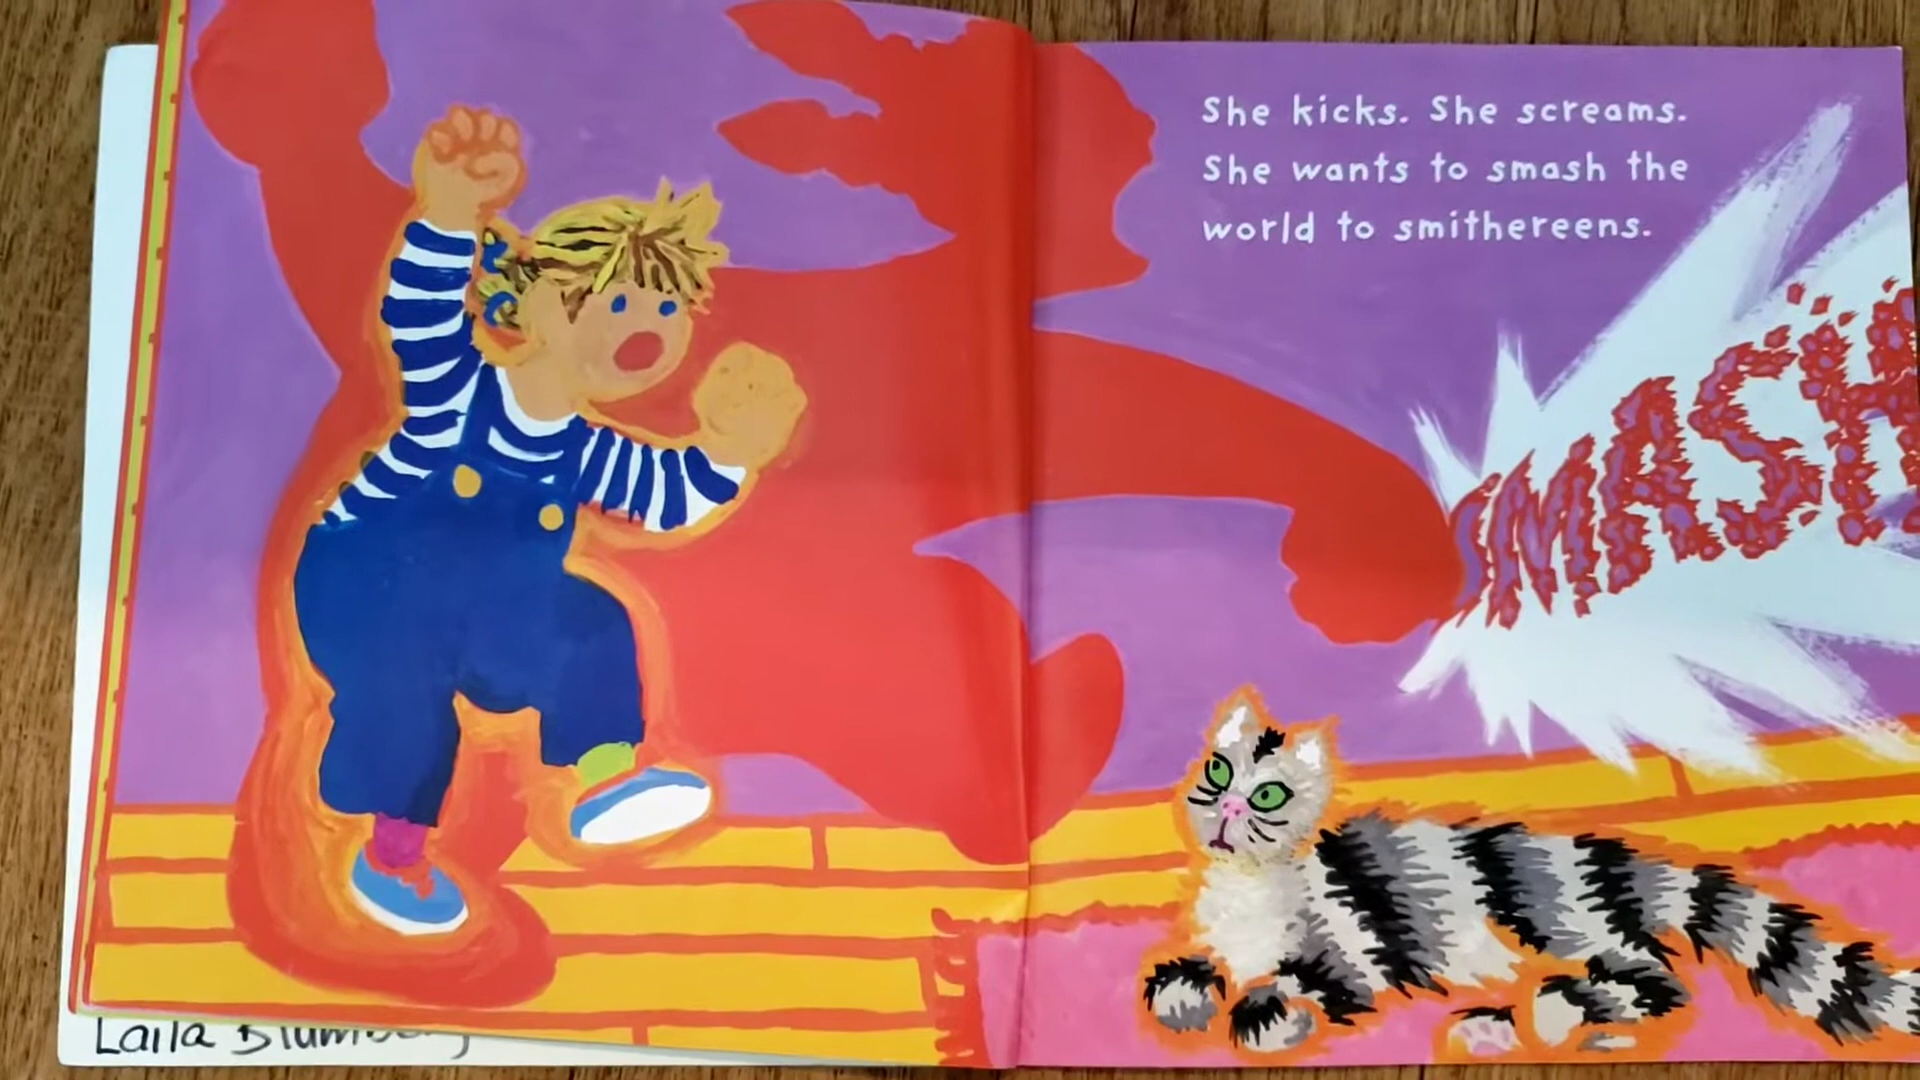 She kicks. She screams.
She wants to smash the
world to smithereens.
SMASH
Laila